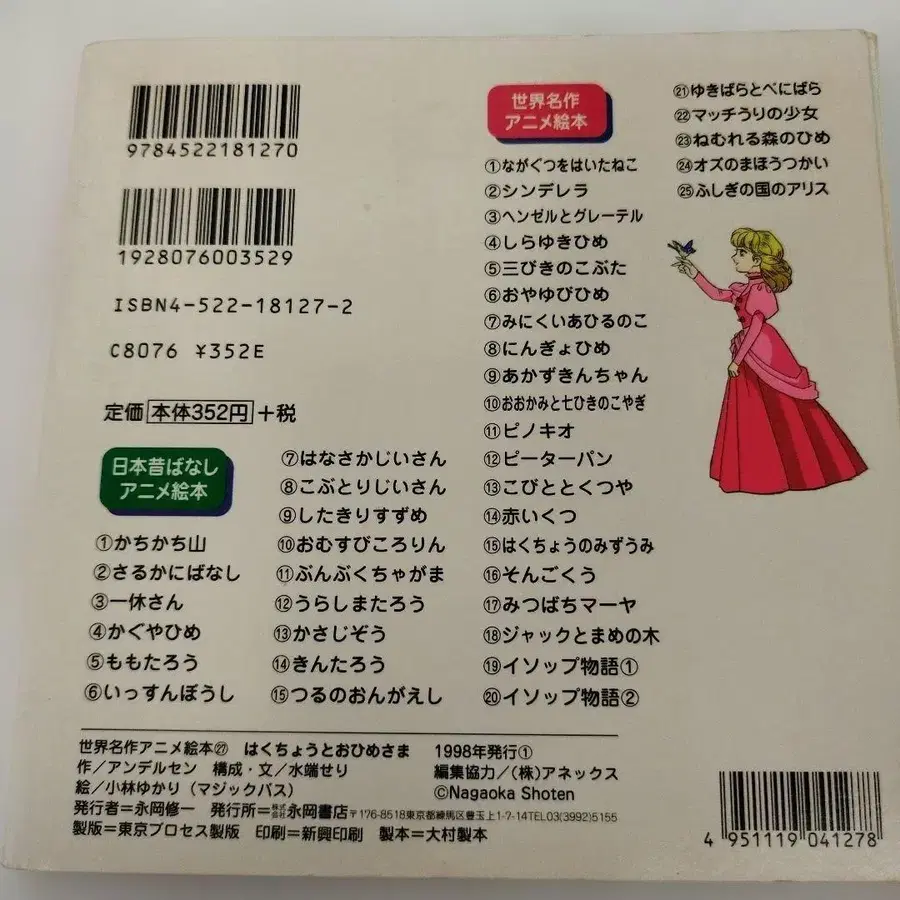 9784522181270
1928076003529
ISBN4-522-18127-2
C8076 ¥352E
定価 本体352円 +税
日本昔ばなし
アニメ絵本
①かちかち山
②さるかにばなし
③一休さん
④かぐやひめ
⑤ももたろう
⑥いっすんぼうし
⑦はなさかじいさん
⑧こぶとりじいさん
⑨したきりすずめ
⑩おむすびころりん
⑪ぶんぶくちゃがま
⑫うらしまたろう
⑬かさじぞう
⑭きんたろう
⑮つるのおんがえし
世界名作
アニメ絵本
①ながぐつをはいたねこ
②シンデレラ
③ヘンゼルとグレーテル
④しらゆきひめ
⑤三びきのこぶた
⑥おやゆびひめ
⑦みにくいあひるのこ
⑧にんぎょひめ
⑨あかずきんちゃん
⑩おおかみと七ひきのこやぎ
⑪ピノキオ
⑫ピーターパン
⑬こびととくつや
⑭赤いくつ
⑮はくちょうのみずうみ
⑯そんごくう
⑰みつばちマーヤ
⑱ジャックとまめの木
⑲イソップ物語①
⑳イソップ物語②
㉑ゆきばらとべにばら
㉒マッチうりの少女
㉓ねむれる森のひめ
㉔オズのまほうつかい
㉕ふしぎの国のアリス
世界名作アニメ絵本㉗ はくちょうとおひめさま
作/アンデルセン 構成・文/水端せり
絵/小林ゆかり(マジックバス)
1998年発行①
編集協力/(株)アネックス
©Nagaoka Shoten
発行者=永岡修一 発行所=株式会社永岡書店〒176-8518東京都練馬区豊玉上1-7-14TEL03(3992)5155
製版=東京プロセス製版 印刷=新興印刷 製本=大村製本
4 951119 041278